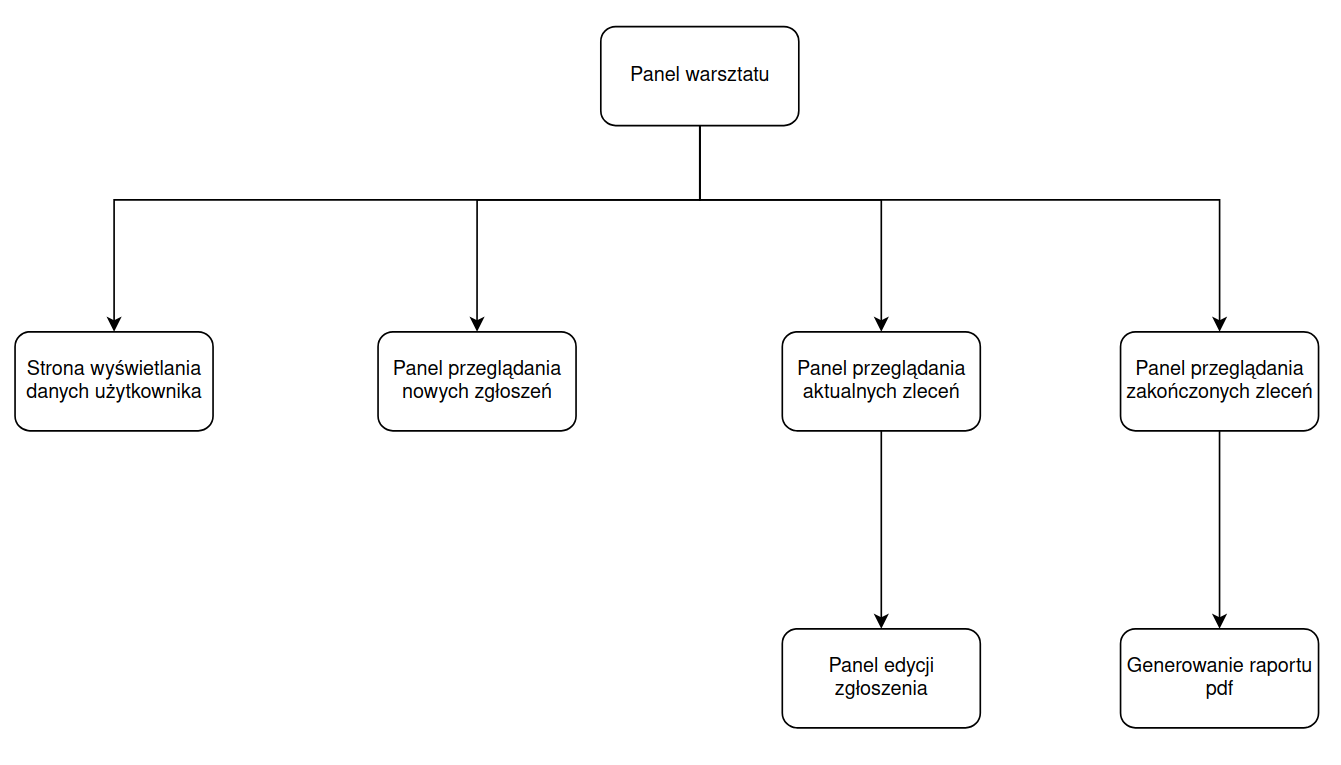 Panel warsztatu
Strona wyświetlania
danych użytkownika
Panel przeglądania
nowych zgłoszeń
Panel przeglądania
aktualnych zleceń
Panel przeglądania
zakończonych zleceń
Panel edycji
zgłoszenia
Generowanie raportu
pdf